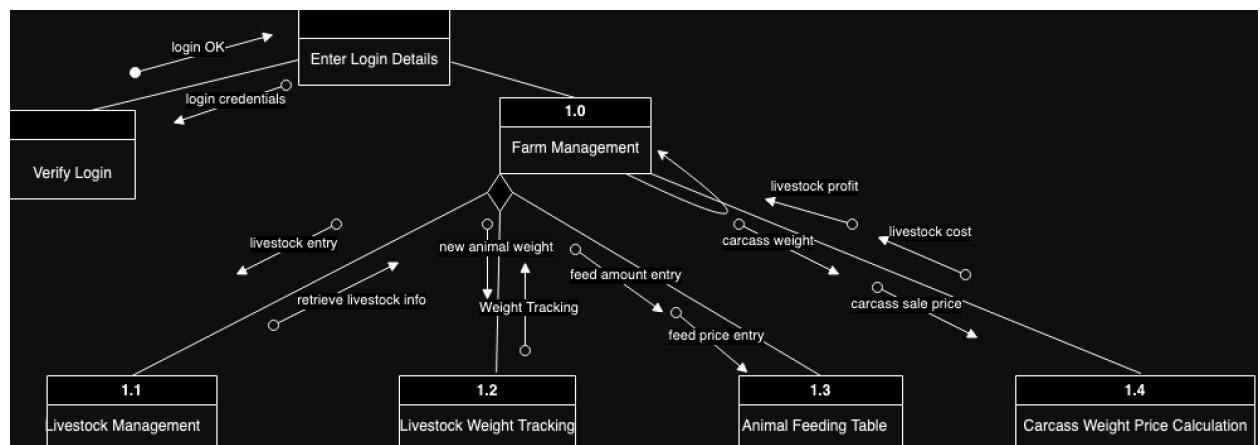 login OK
Enter Login Details
login credentials
1.0
Farm Management
Verify Login
livestock profit
livestock entry
new animal weight
carcass weight
livestock cost
feed amount entry
retrieve livestock info
Weight Tracking
carcass sale price
feed price entry
1.1
Livestock Management
1.2
Livestock Weight Tracking
1.3
Animal Feeding Table
1.4
Carcass Weight Price Calculation